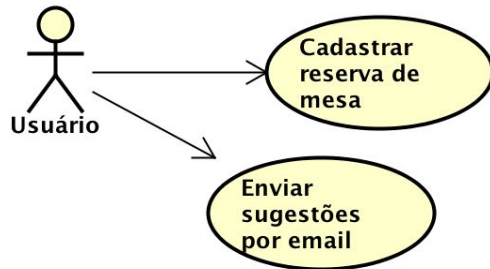 Cadastrar
reserva de
mesa
Usuário
Enviar
sugestões
por email